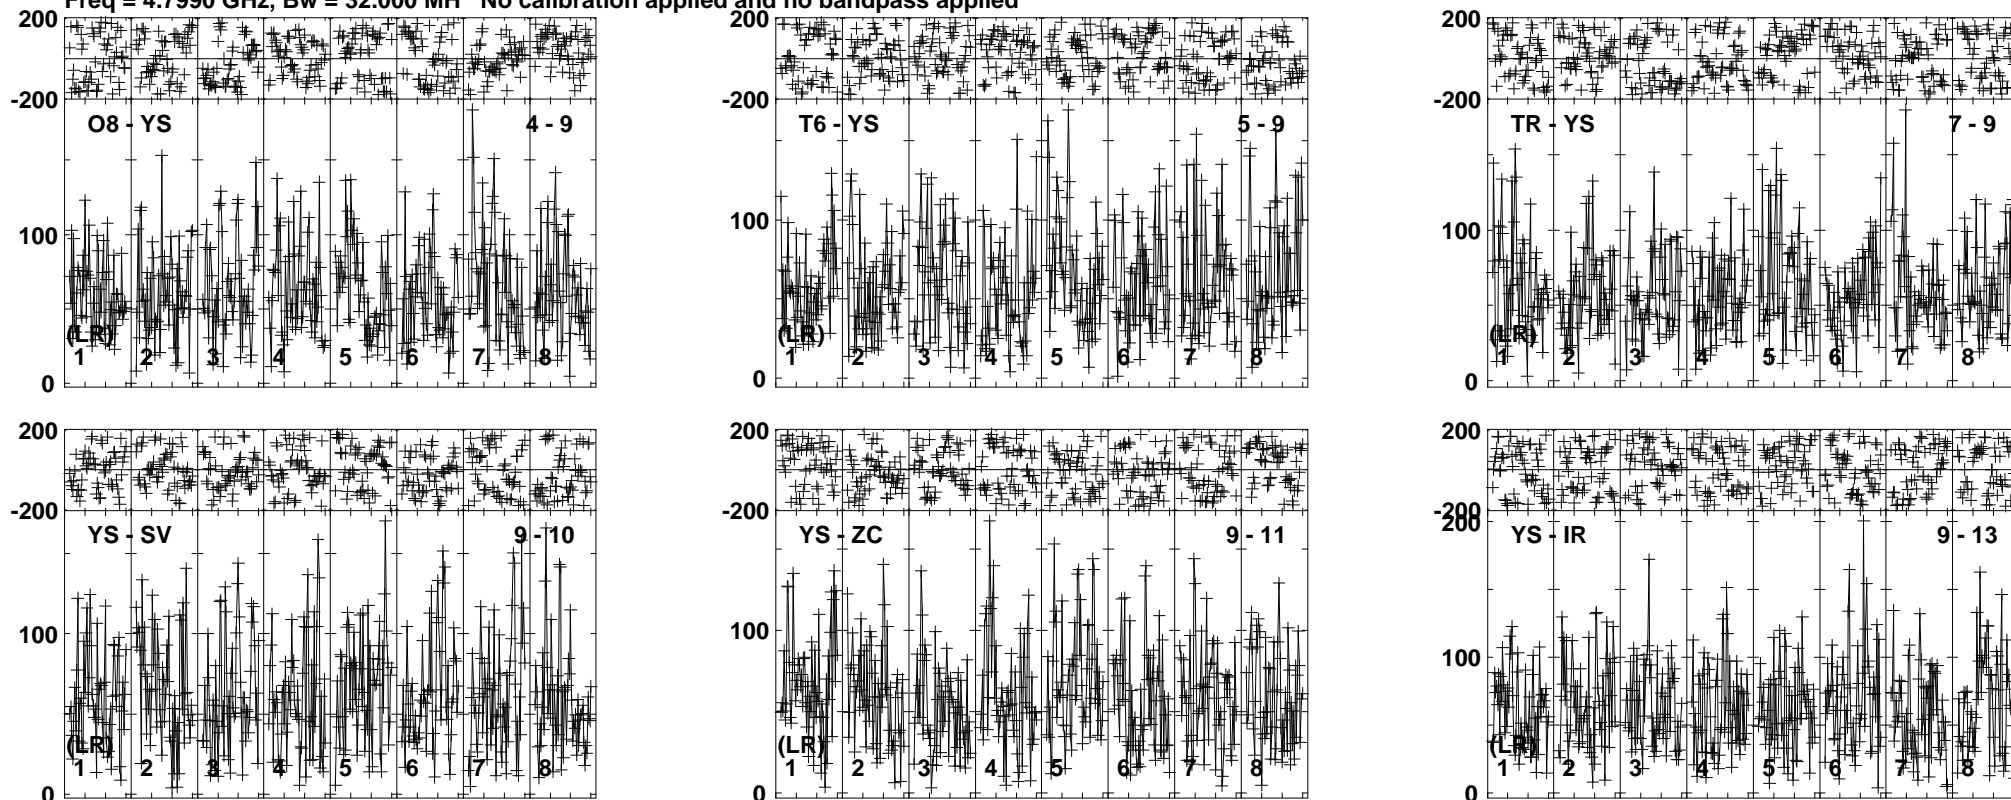 Freq = 4.7990 GHz, Bw = 32.000 MH No calibration applied and no bandpass applied
200
-200
O8 - YS 4 - 9
100
(LR)
1 2 3 4 5 6 7 8
0
200
-200
T6 - YS 5 - 9
100
(LR)
1 2 3 4 5 6 7 8
0
200
-200
TR - YS 7 - 9
100
(LR)
1 2 3 4 5 6 7 8
0
200
-200
YS - SV 9 - 10
100
(LR)
1 2 3 4 5 6 7 8
0
200
-200
YS - ZC 9 - 11
100
(LR)
1 2 3 4 5 6 7 8
0
200
-200
200
YS - IR 9 - 13
100
(LR)
1 2 3 4 5 6 7 8
0